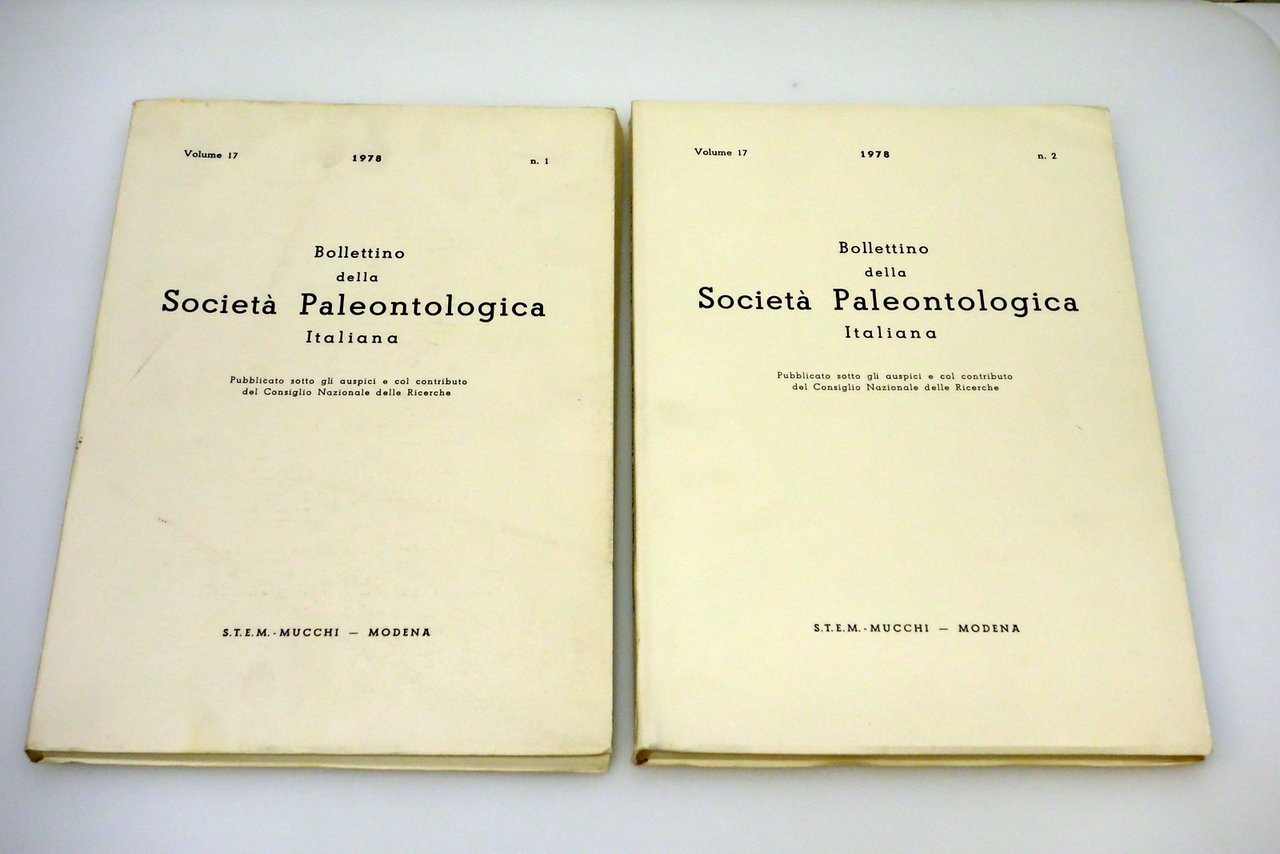 Volume 17 1978 n. 1
Bollettino
della
Società Paleontologica
Italiana
Pubblicato sotto gli auspici e col contributo
del Consiglio Nazionale delle Ricerche
S.T.E.M.-MUCCHI — MODENA
Volume 17 1978 n. 2
Bollettino
della
Società Paleontologica
Italiana
Pubblicato sotto gli auspici e col contributo
del Consiglio Nazionale delle Ricerche
S.T.E.M.-MUCCHI — MODENA